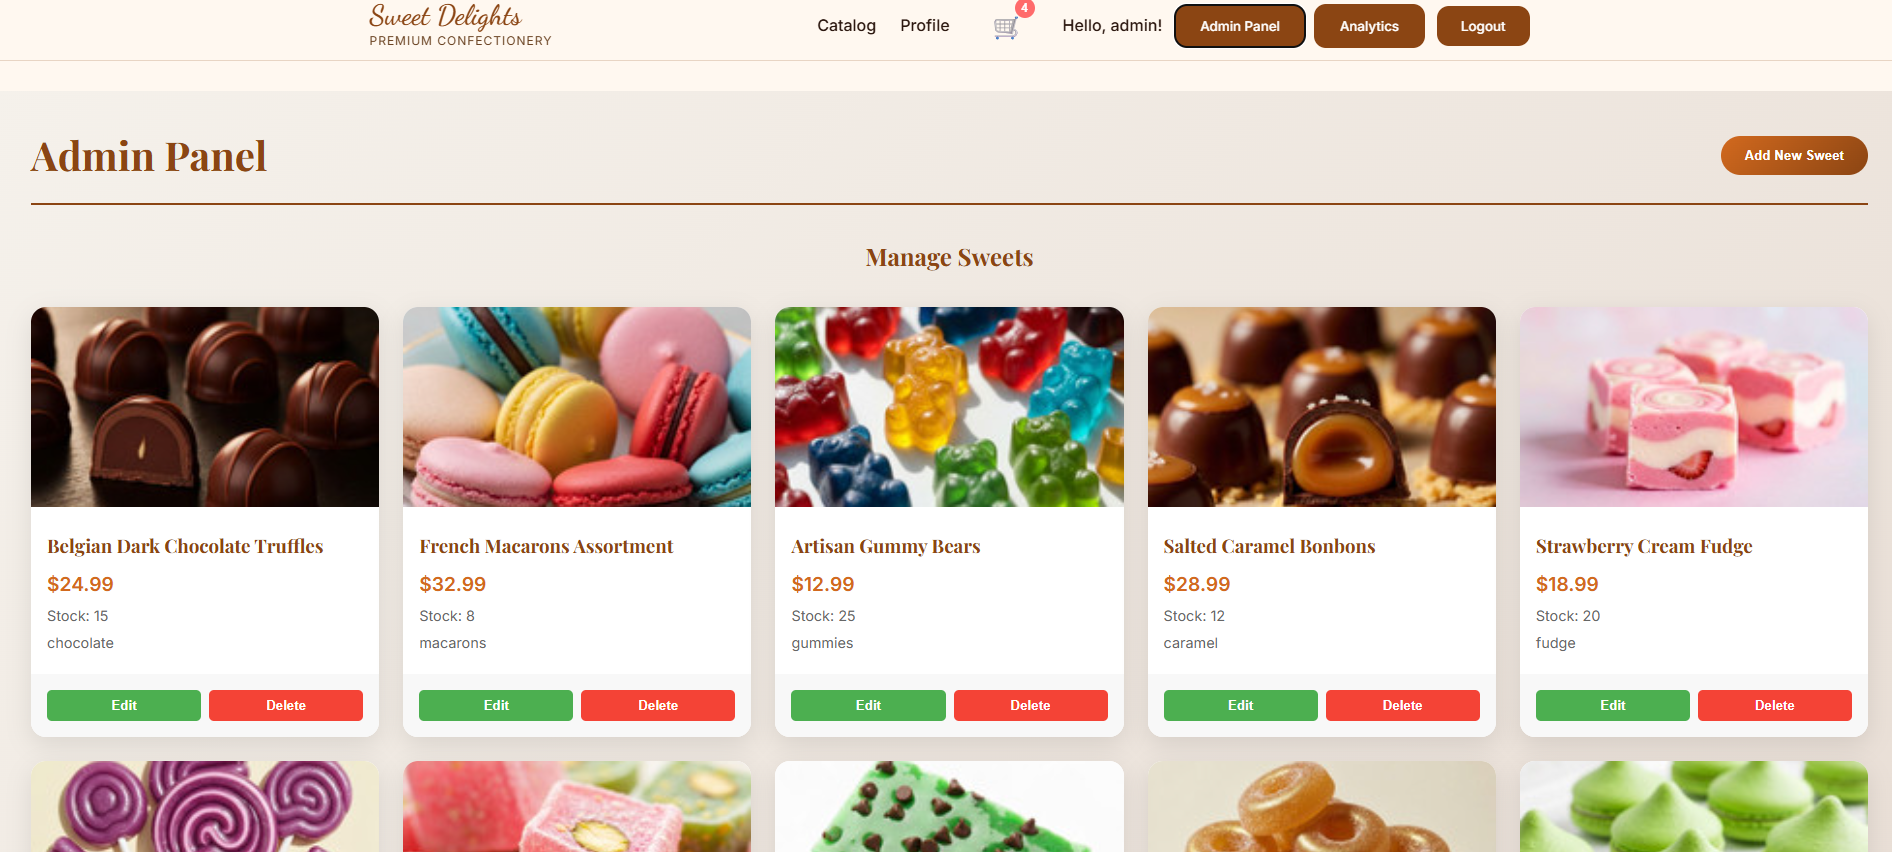 Sweet Delights
PREMIUM CONFECTIONERY
Catalog
Profile
4
Hello, admin!
Admin Panel
Analytics
Logout
Admin Panel
Add New Sweet
Manage Sweets
Belgian Dark Chocolate Truffles
$24.99
Stock: 15
chocolate
Edit
Delete
French Macarons Assortment
$32.99
Stock: 8
macarons
Edit
Delete
Artisan Gummy Bears
$12.99
Stock: 25
gummies
Edit
Delete
Salted Caramel Bonbons
$28.99
Stock: 12
caramel
Edit
Delete
Strawberry Cream Fudge
$18.99
Stock: 20
fudge
Edit
Delete